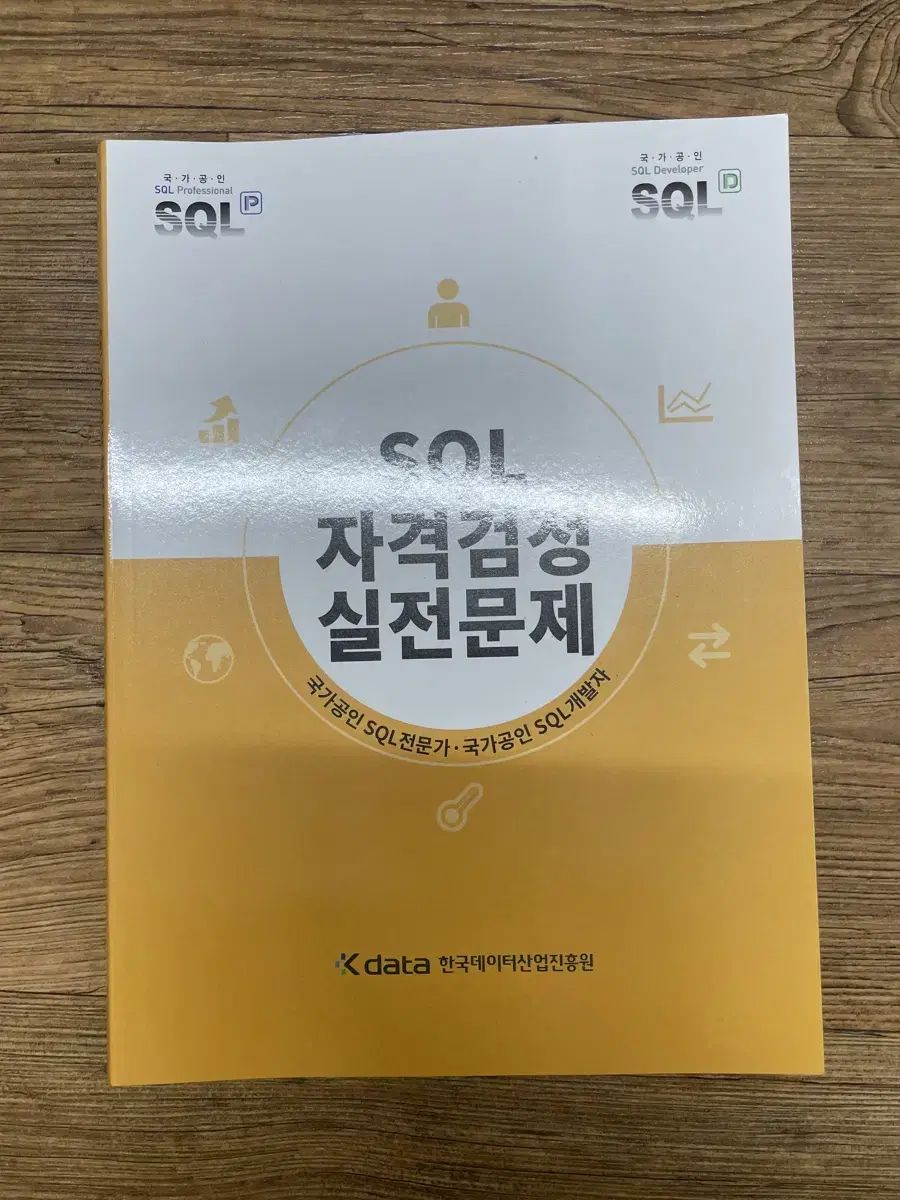 국·가·공·인
SQL Professional
SQL P
국·가·공·인
SQL Developer
SQL D
SQL
자격검정
실전문제
국가공인 SQL전문가·국가공인 SQL개발자
Kdata 한국데이터산업진흥원